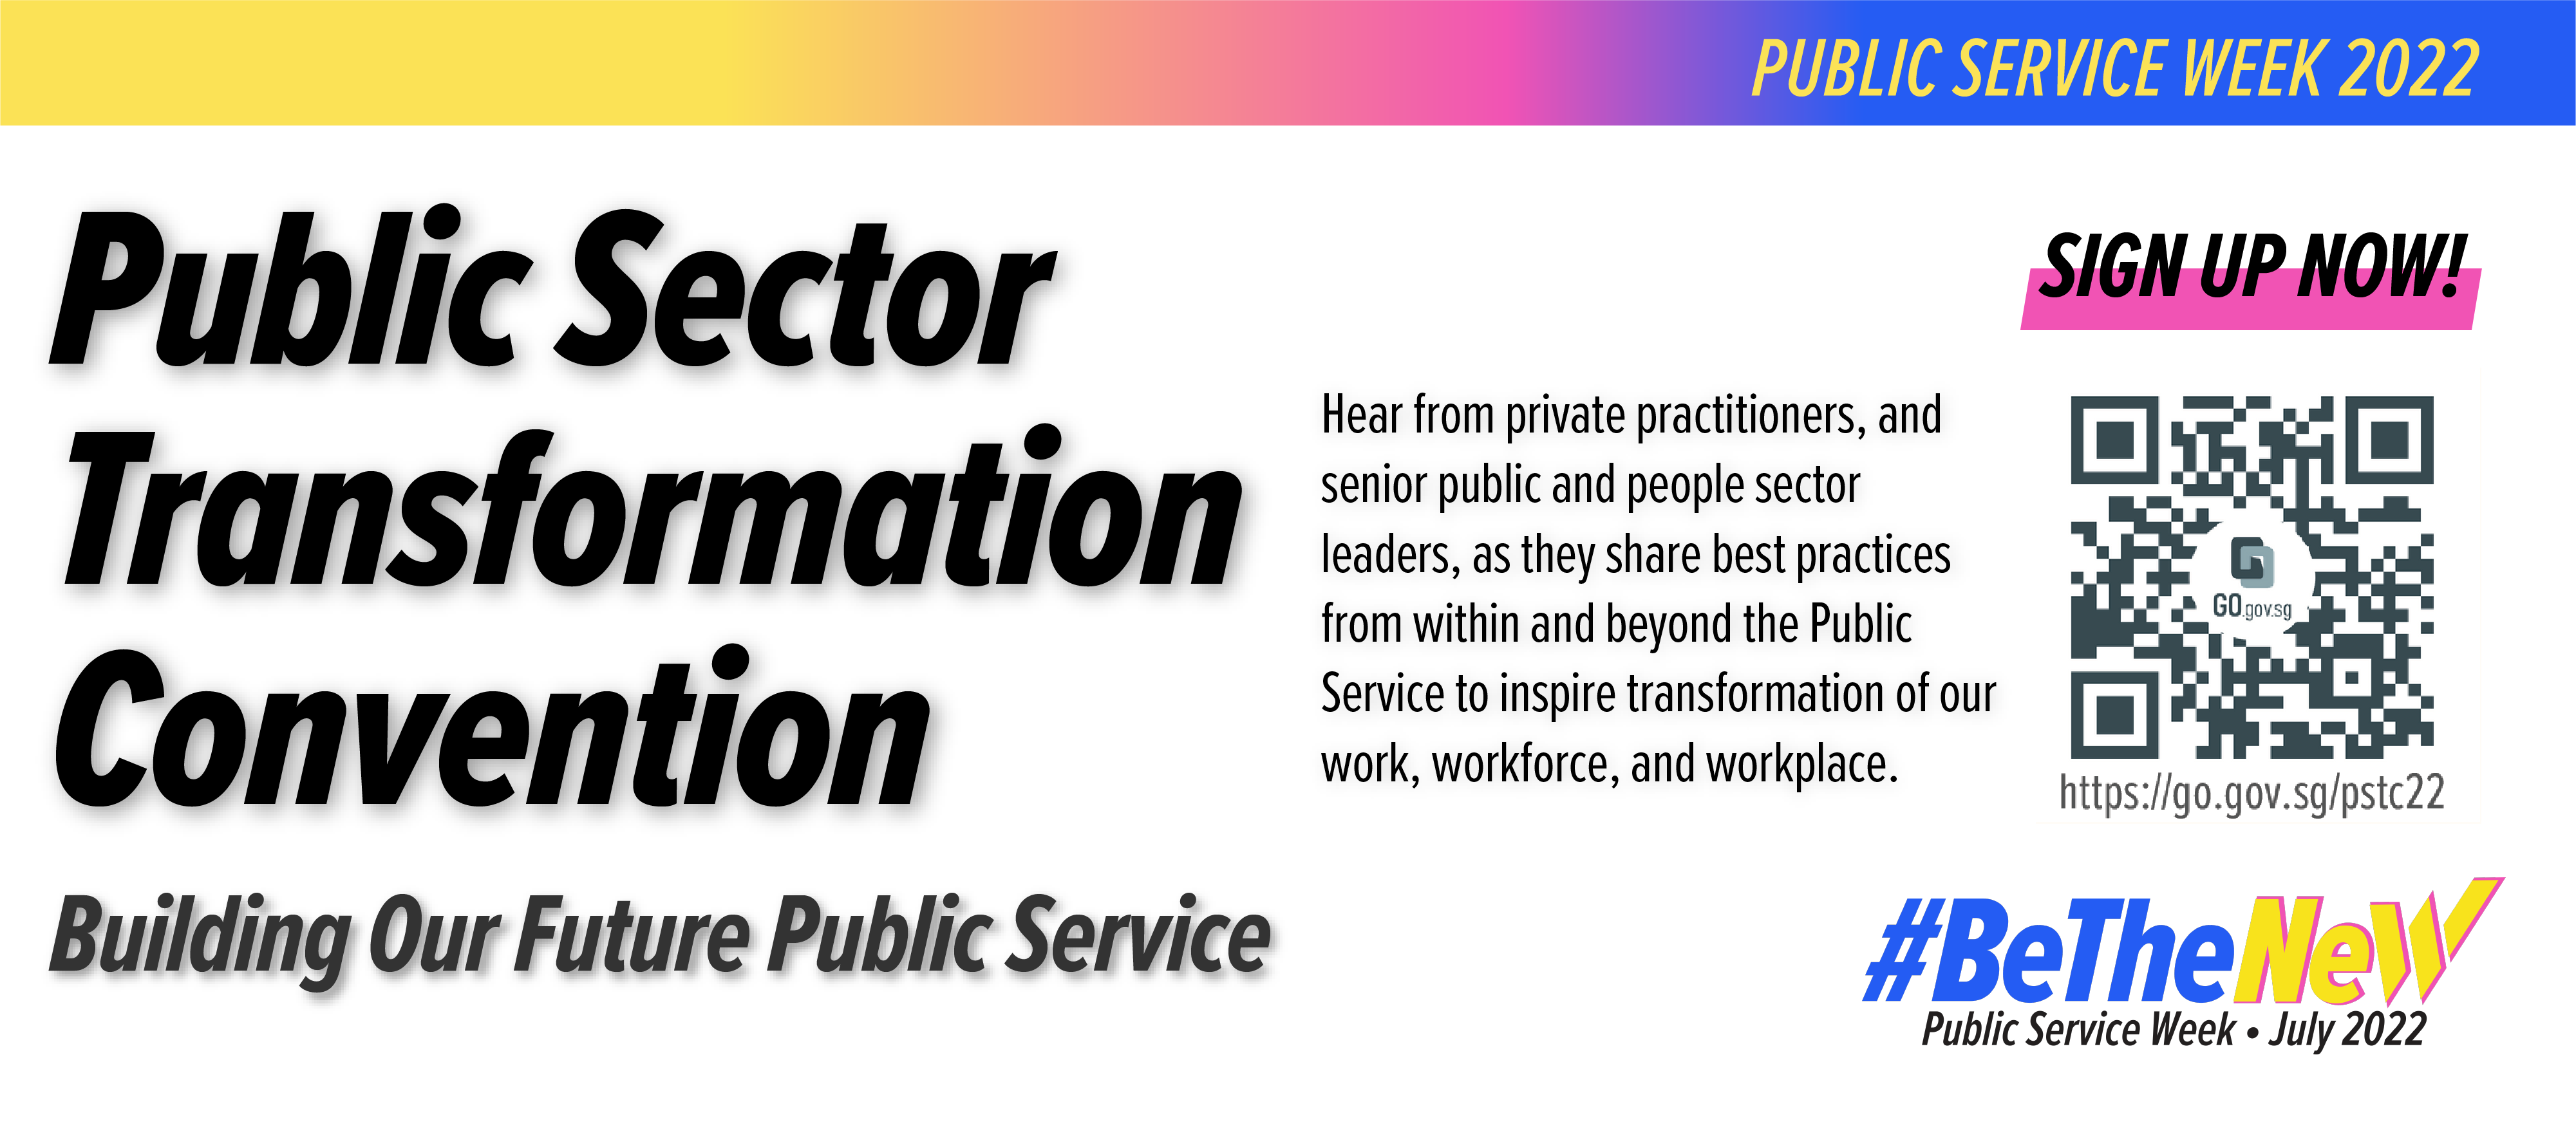 PUBLIC SERVICE WEEK 2022
Public Sector
Transformation
Convention
Building Our Future Public Service
Hear from private practitioners, and
senior public and people sector
leaders, as they share best practices
from within and beyond the Public
Service to inspire transformation of our
work, workforce, and workplace.
SIGN UP NOW!
GO.gov.sg
https://go.gov.sg/pstc22
#BeTheNeW
Public Service Week • July 2022